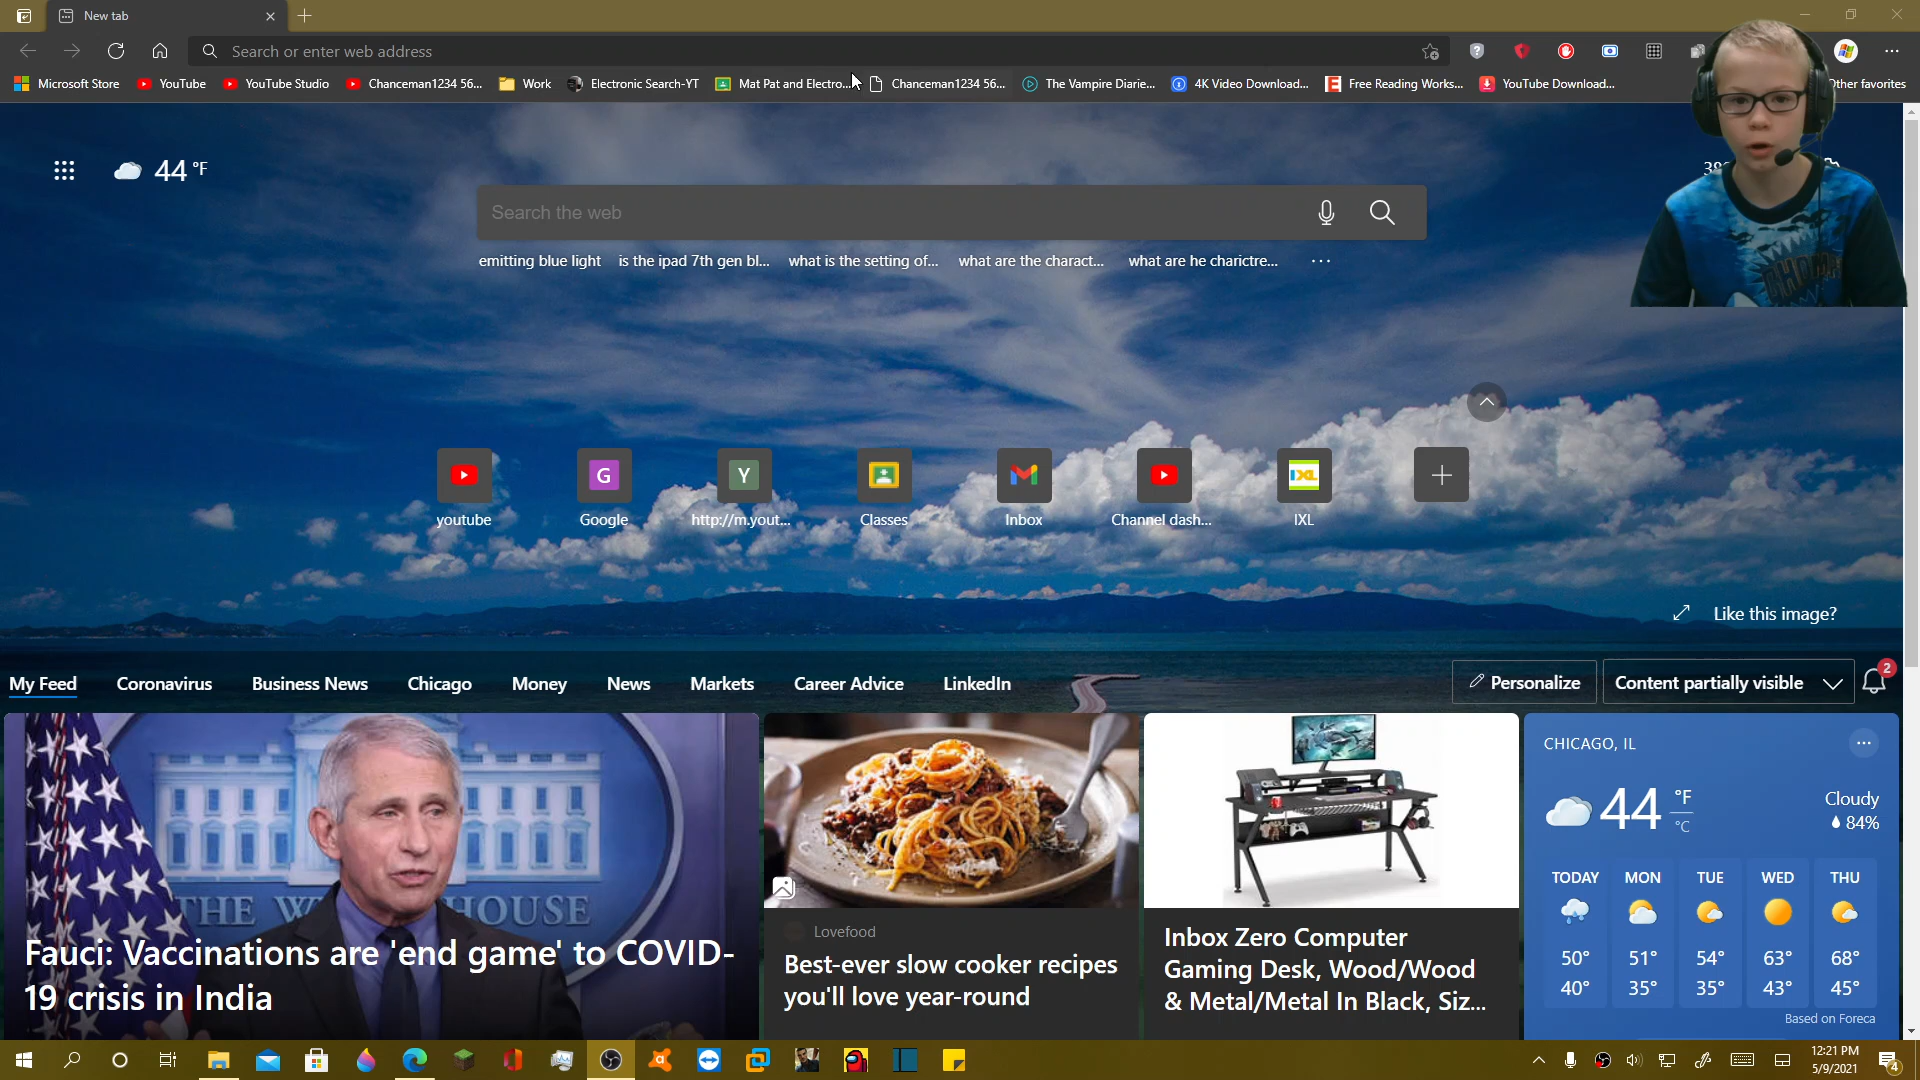 New tab
Search or enter web address
Microsoft Store
YouTube
YouTube Studio
Chanceman1234 56...
Work
Electronic Search-YT
Mat Pat and Electro...
Chanceman1234 56...
The Vampire Diarie...
4K Video Download...
Free Reading Works...
YouTube Download...
ther favorites
44 °F
38°
Search the web
emitting blue light
is the ipad 7th gen bl...
what is the setting of...
what are the charact...
what are he charictre...
youtube
G
Google
Y
http://m.yout...
Classes
Inbox
Channel dash...
IXL
IXL
Like this image?
My Feed
Coronavirus
Business News
Chicago
Money
News
Markets
Career Advice
LinkedIn
Personalize
Content partially visible
2
THE W
HOUSE
Fauci: Vaccinations are 'end game' to COVID-
19 crisis in India
Lovefood
Best-ever slow cooker recipes
you'll love year-round
Inbox Zero Computer
Gaming Desk, Wood/Wood
& Metal/Metal In Black, Siz...
CHICAGO, IL
44 °F
°C
Cloudy
84%
TODAY MON TUE WED THU
50° 51° 54° 63° 68°
40° 35° 35° 43° 45°
Based on Foreca
12:21 PM
5/9/2021
4